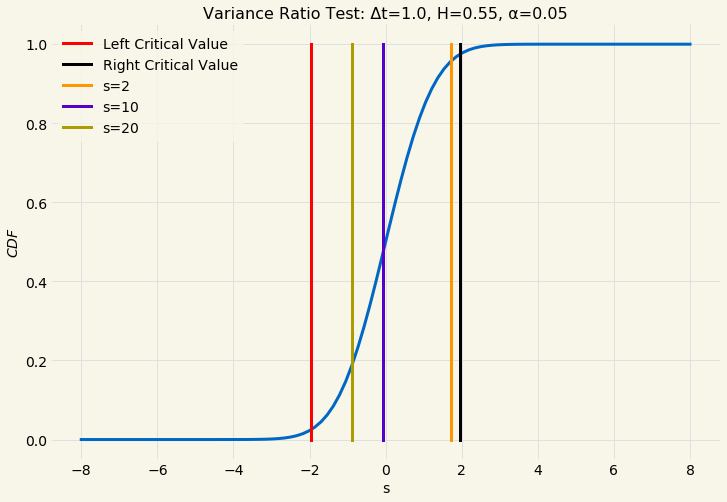 Variance Ratio Test: Δt=1.0, H=0.55, α=0.05
Left Critical Value
Right Critical Value
s=2
s=10
s=20
CDF
1.0
0.8
0.6
0.4
0.2
0.0
−8 −6 −4 −2 0 2 4 6 8
s